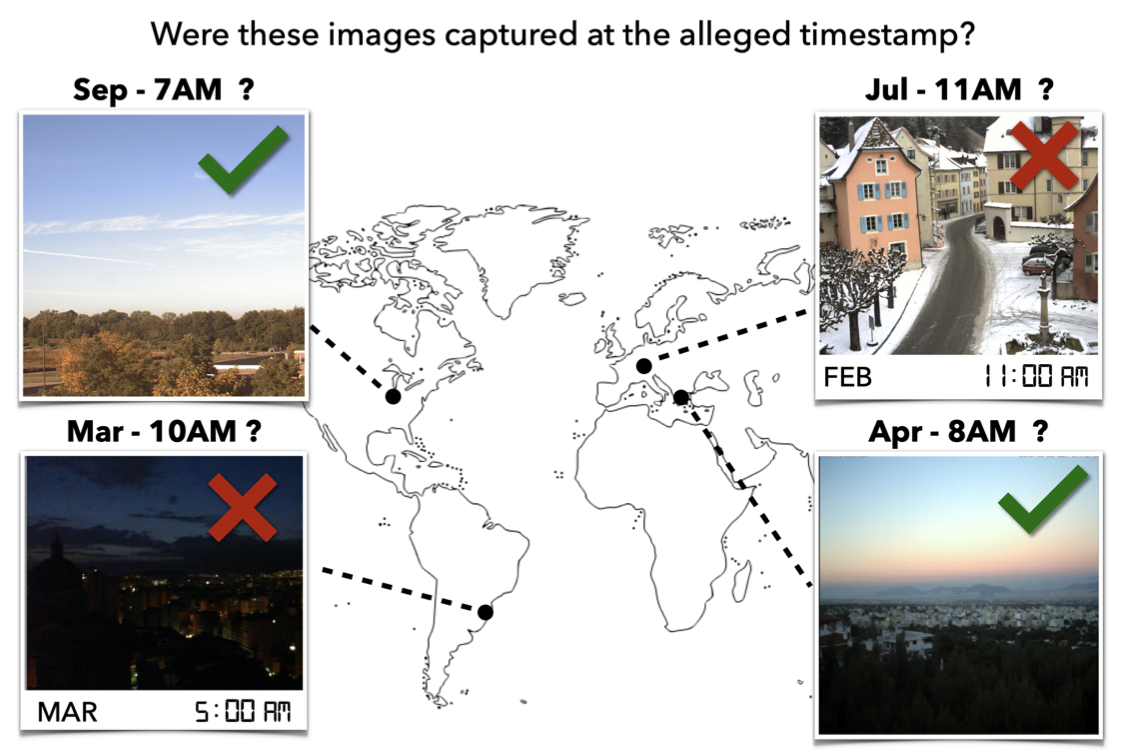 Were these images captured at the alleged timestamp?
Sep - 7AM ?
Jul - 11AM ?
FEB 11:00 AM
Mar - 10AM ?
Apr - 8AM ?
MAR 5:00 AM